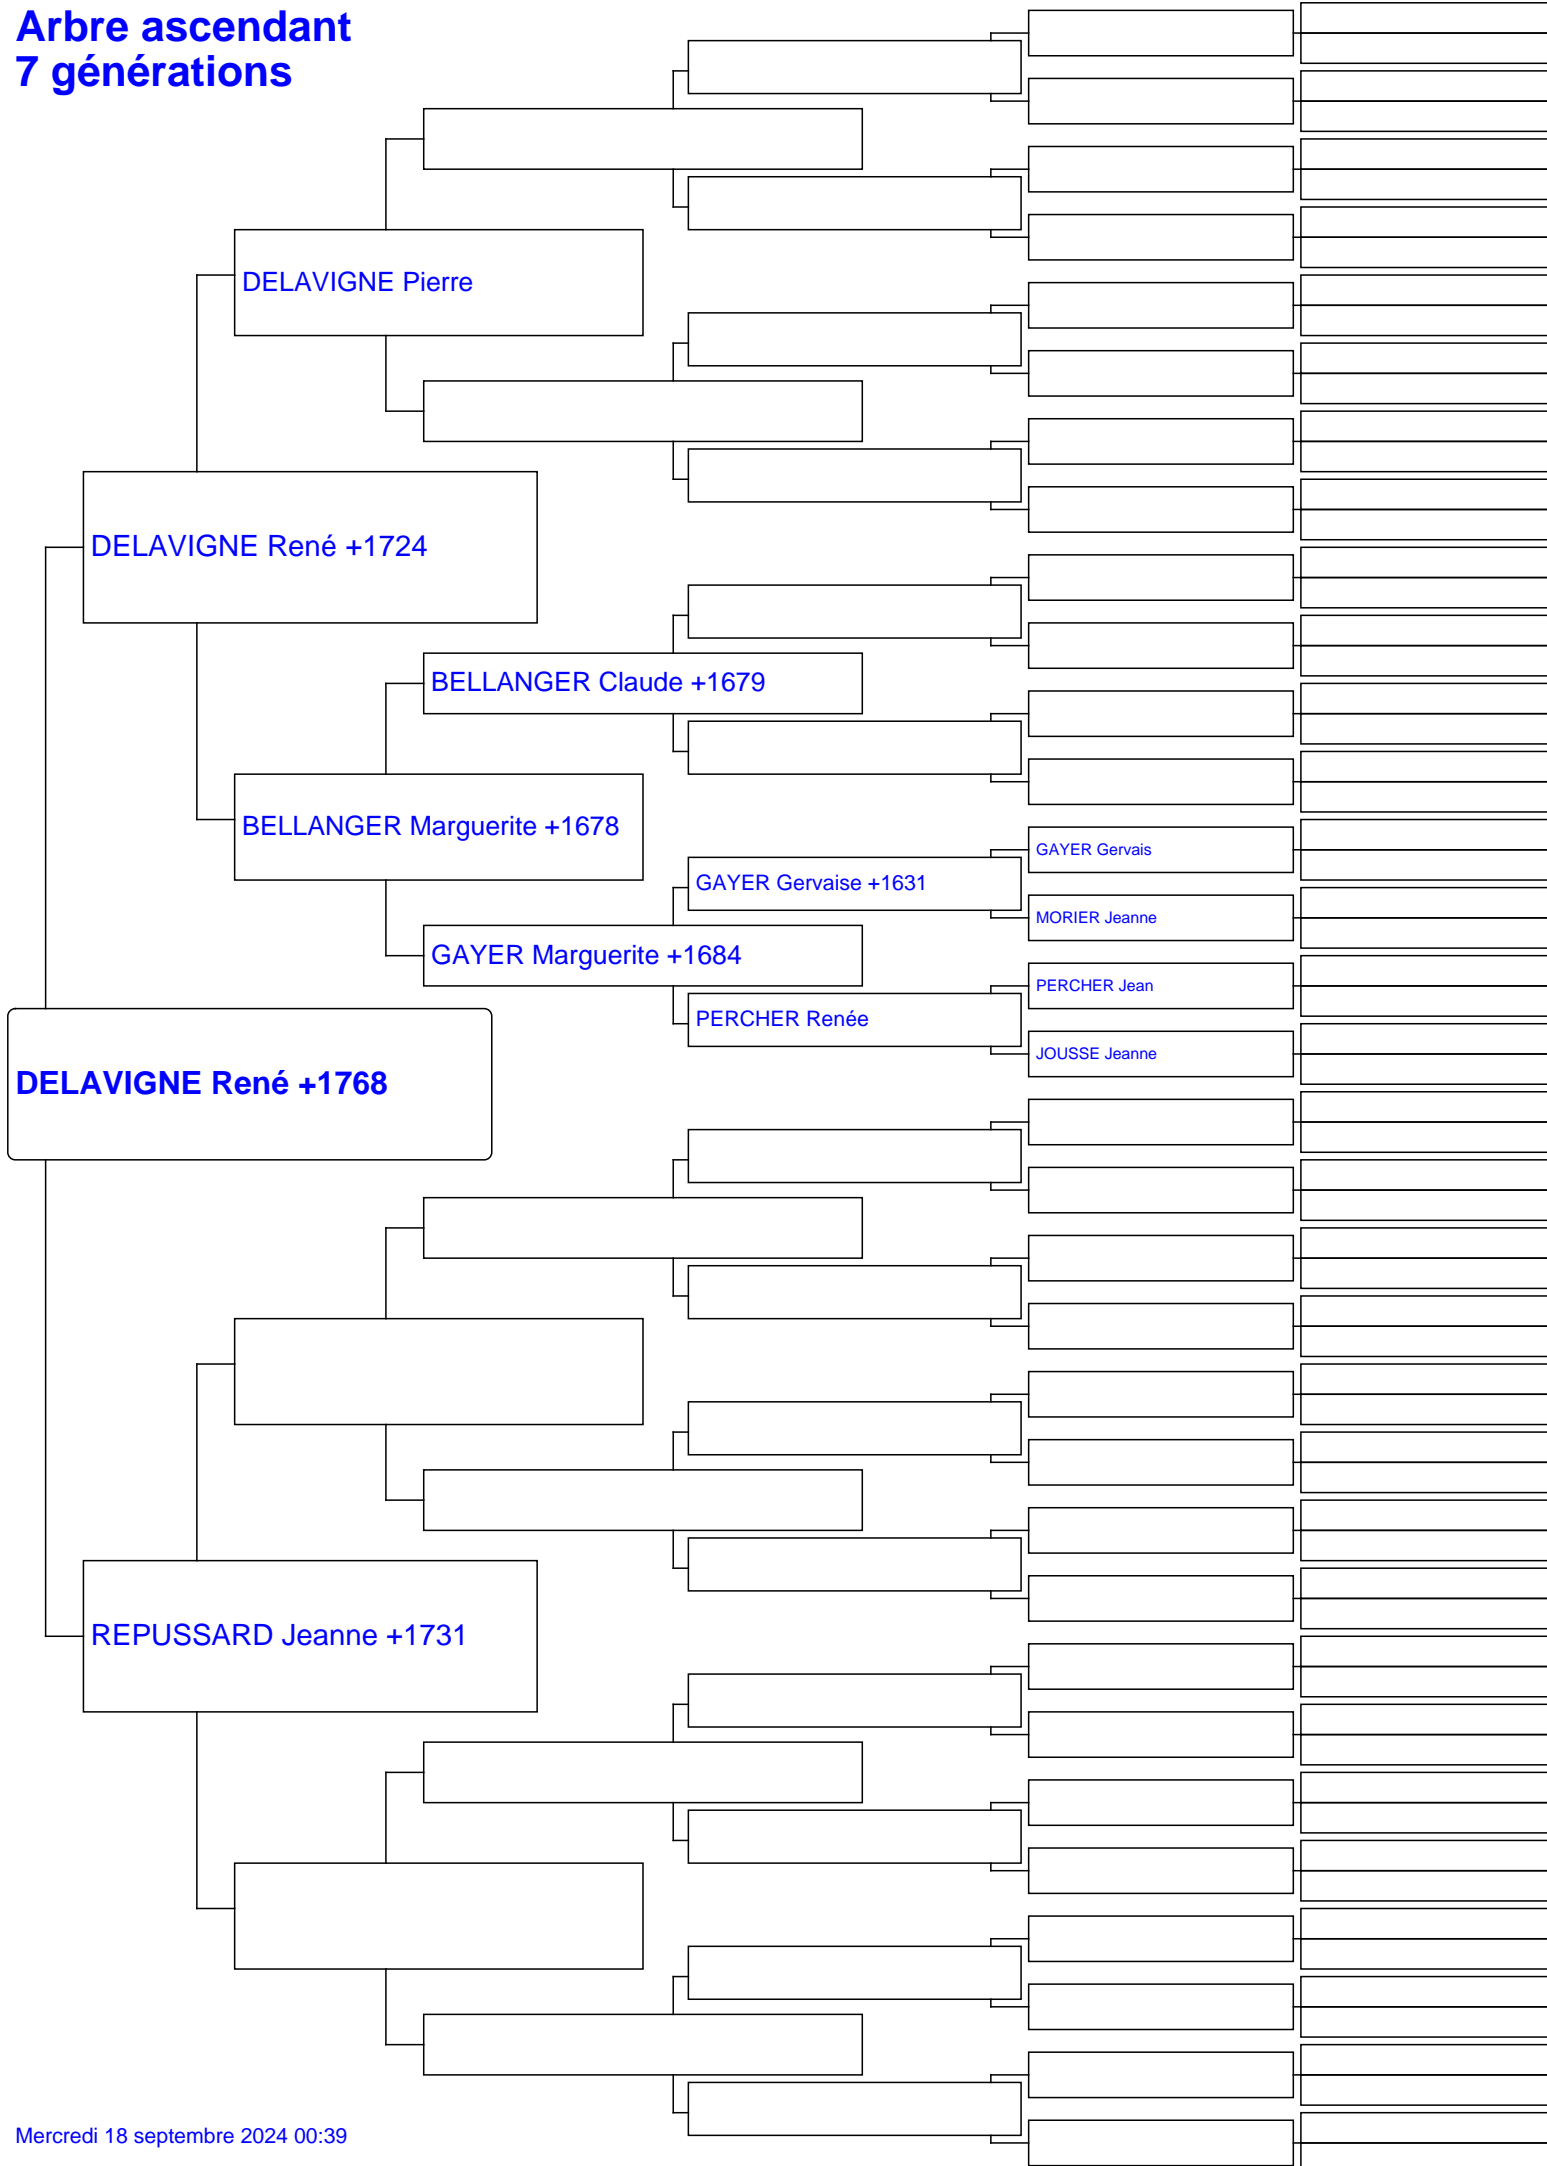 Arbre ascendant
7 générations
DELAVIGNE Pierre
DELAVIGNE René +1724
BELLANGER Claude +1679
BELLANGER Marguerite +1678
GAYER Gervais
GAYER Gervaise +1631
MORIER Jeanne
GAYER Marguerite +1684
PERCHER Jean
PERCHER Renée
JOUSSE Jeanne
DELAVIGNE René +1768
REPUSSARD Jeanne +1731
Mercredi 18 septembre 2024 00:39